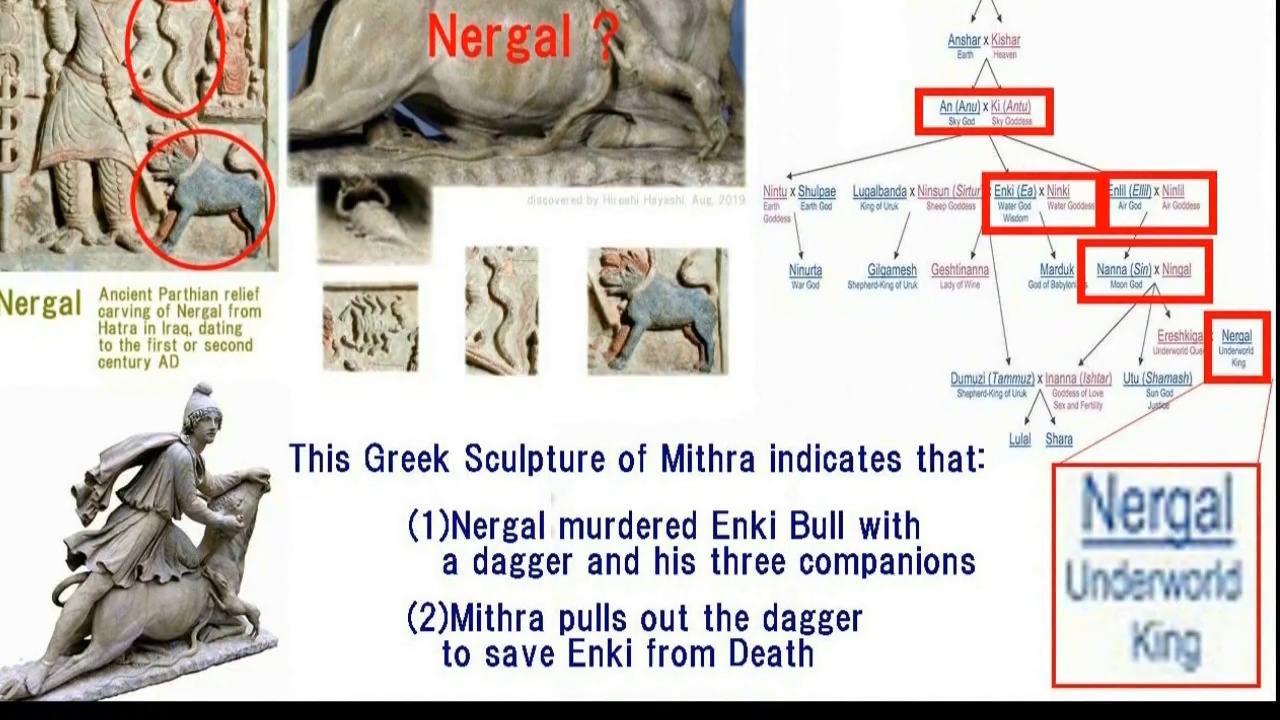 Nergal ?
discovered by Hiroshi Hayashi, Aug, 2019
Nergal
Ancient Parthian relief
carving of Nergal from
Hatra in Iraq, dating
to the first or second
century AD
Anshar x Kishar
Earth Heaven
An (Anu) x Ki (Antu)
Sky God Sky Goddess
Nintu x Shulpae
Earth Goddess Earth God
Lugalbanda x Ninsun (Sirtur
King of Uruk Sheep Goddess
Enki (Ea) x Ninki
Water God Water Goddess
Wisdom
Enlil (Ellil) x Ninlil
Air God Air Goddess
Ninurta
War God
Gilgamesh
Shepherd-King of Uruk
Geshtinanna
Lady of Wine
Marduk
God of Babylon
Nanna (Sin) x Ningal
Moon God
Ereshkiga
Underworld Que
Nergal
Underworld
King
Dumuzi (Tammuz) x Inanna (Ishtar)
Shepherd-King of Uruk Goddess of Love
Sex and Fertility
Utu (Shamash)
Sun God
Justice
Lulal Shara
This Greek Sculpture of Mithra indicates that:
(1)Nergal murdered Enki Bull with
a dagger and his three companions
(2)Mithra pulls out the dagger
to save Enki from Death
Nergal
Underworld
King